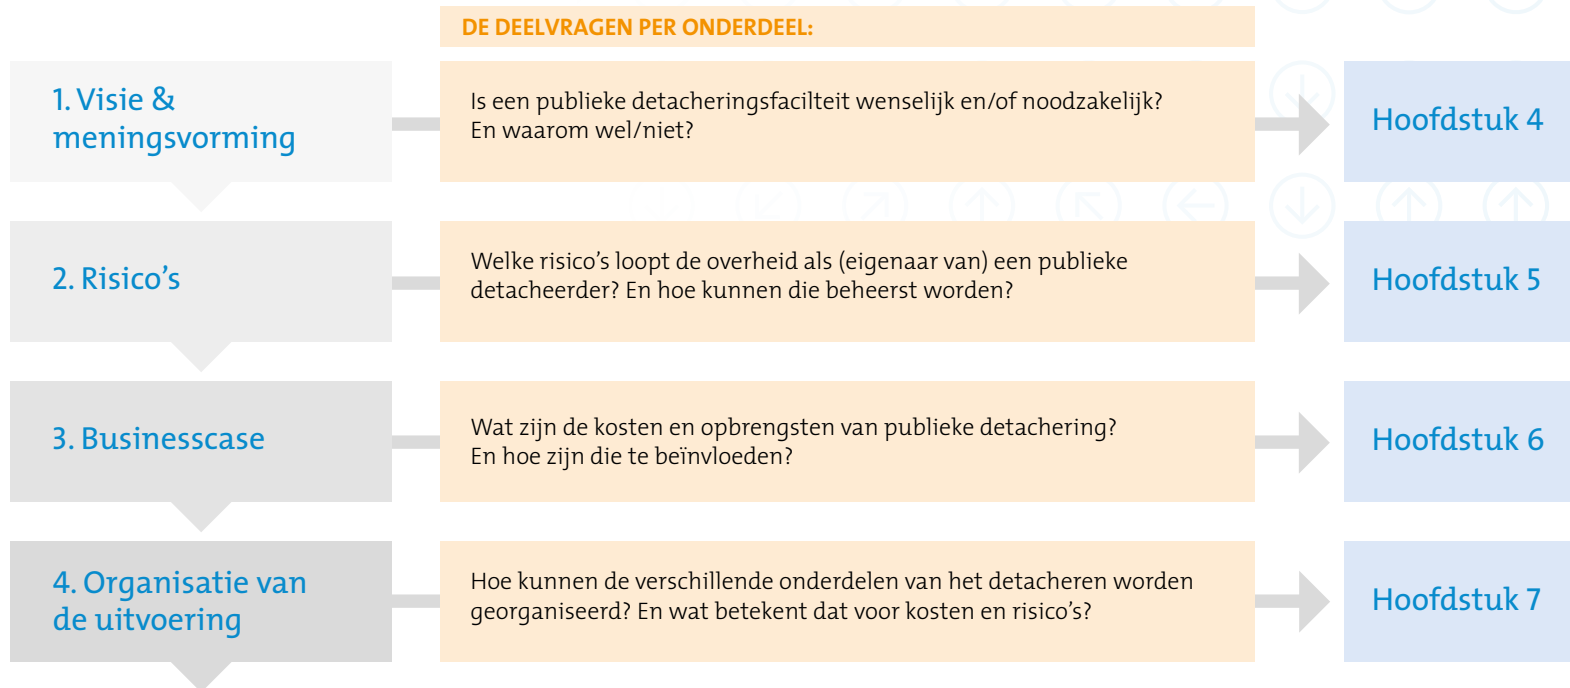 DE DEELVRAGEN PER ONDERDEEL:
1. Visie &
meningsvorming
Is een publieke detacheringsfacilteit wenselijk en/of noodzakelijk?
En waarom wel/niet?
Hoofdstuk 4
2. Risico’s
Welke risico’s loopt de overheid als (eigenaar van) een publieke
detacheerder? En hoe kunnen die beheerst worden?
Hoofdstuk 5
3. Businesscase
Wat zijn de kosten en opbrengsten van publieke detachering?
En hoe zijn die te beïnvloeden?
Hoofdstuk 6
4. Organisatie van
de uitvoering
Hoe kunnen de verschillende onderdelen van het detacheren worden
georganiseerd? En wat betekent dat voor kosten en risico’s?
Hoofdstuk 7